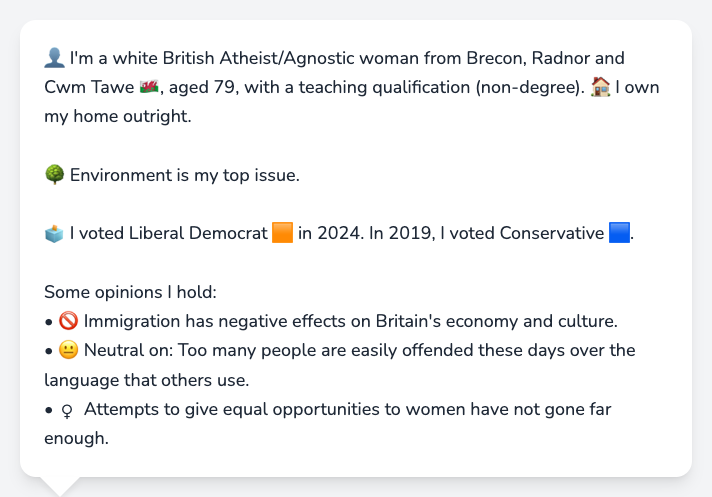 👤 I'm a white British Atheist/Agnostic woman from Brecon, Radnor and
Cwm Tawe 🏴󠁧󠁢󠁷󠁬󠁳󠁿, aged 79, with a teaching qualification (non-degree). 🏠 I own
my home outright.
🌳 Environment is my top issue.
🗳️ I voted Liberal Democrat 🟧 in 2024. In 2019, I voted Conservative 🟦.
Some opinions I hold:
• 🚫 Immigration has negative effects on Britain's economy and culture.
• 😐 Neutral on: Too many people are easily offended these days over the
language that others use.
• ♀ Attempts to give equal opportunities to women have not gone far
enough.